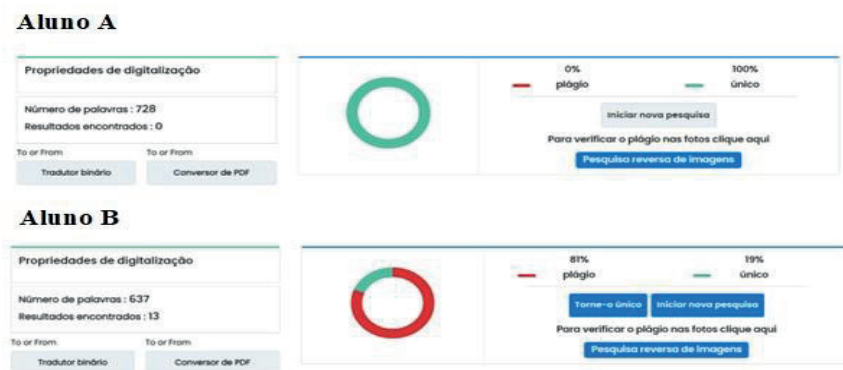 Aluno A
Propriedades de digitalização
Número de palavras : 728
Resultados encontrados : 0
To or From
To or From
Tradutor binário
Conversor de PDF
0%
100%
plágio
único
Iniciar nova pesquisa
Para verificar o plágio nas fotos clique aqui
Pesquisa reversa de imagens
Aluno B
Propriedades de digitalização
Número de palavras : 637
Resultados encontrados : 13
To or From
To or From
Tradutor binário
Conversor de PDF
81%
19%
plágio
único
Torne-o único
Iniciar nova pesquisa
Para verificar o plágio nas fotos clique aqui
Pesquisa reversa de imagens